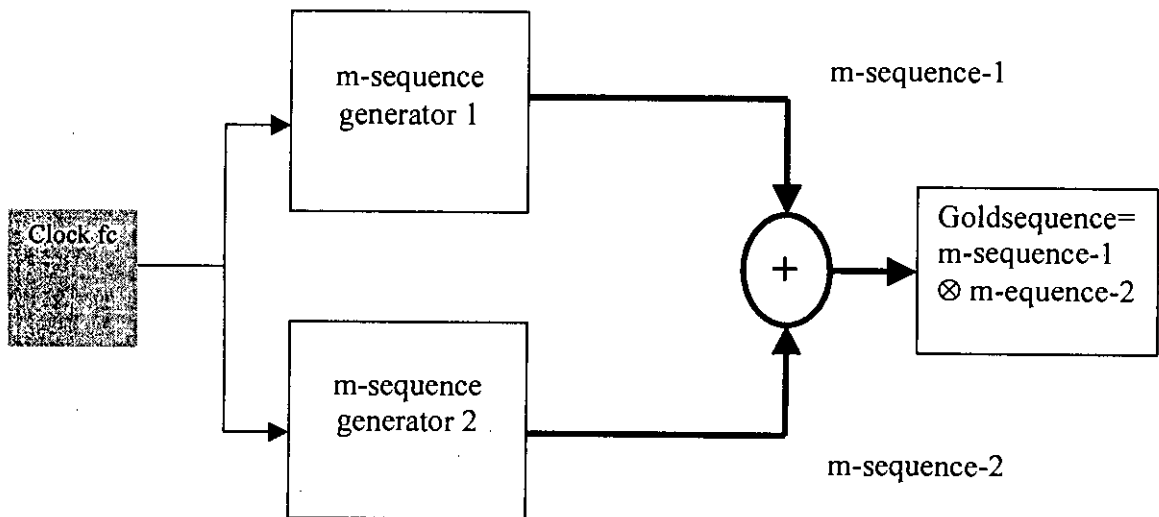 m-sequence
generator 1
m-sequence-1
Clock fc
+
Goldsequence=
m-sequence-1
⊗ m-equence-2
m-sequence
generator 2
m-sequence-2